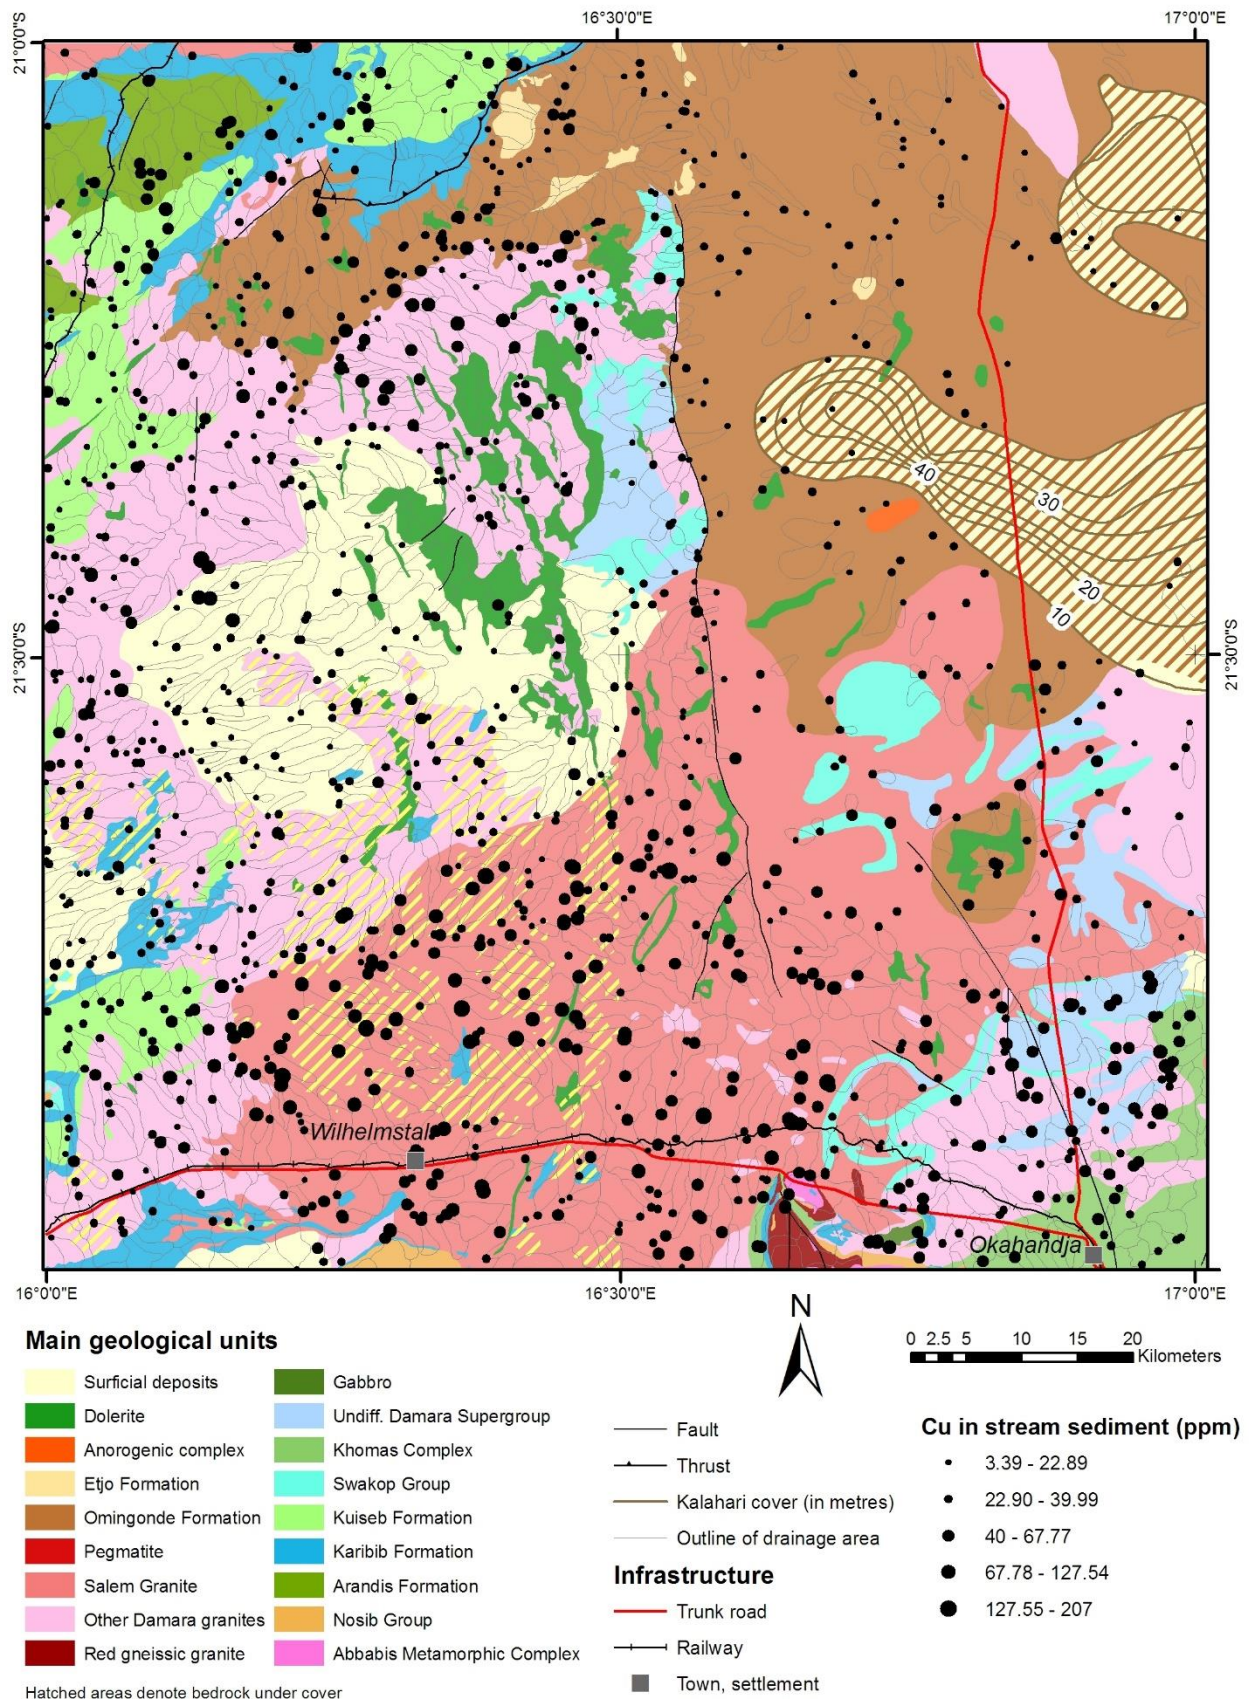 16°30'0"E
17°0'0"E
21°0'0"S
40
30
20
10
21°30'0"S
21°30'0"S
Wilhelmstal
Okahandja
16°0'0"E
16°30'0"E
17°0'0"E
N
0 2.5 5 10 15 20
Kilometers
Main geological units
Surficial deposits
Dolerite
Anorogenic complex
Etjo Formation
Omingonde Formation
Pegmatite
Salem Granite
Other Damara granites
Red gneissic granite
Gabbro
Undiff. Damara Supergroup
Khomas Complex
Swakop Group
Kuiseb Formation
Karibib Formation
Arandis Formation
Nosib Group
Abbabis Metamorphic Complex
Hatched areas denote bedrock under cover
Fault
Thrust
Kalahari cover (in metres)
Outline of drainage area
Infrastructure
Trunk road
Railway
Town, settlement
Cu in stream sediment (ppm)
3.39 - 22.89
22.90 - 39.99
40 - 67.77
67.78 - 127.54
127.55 - 207